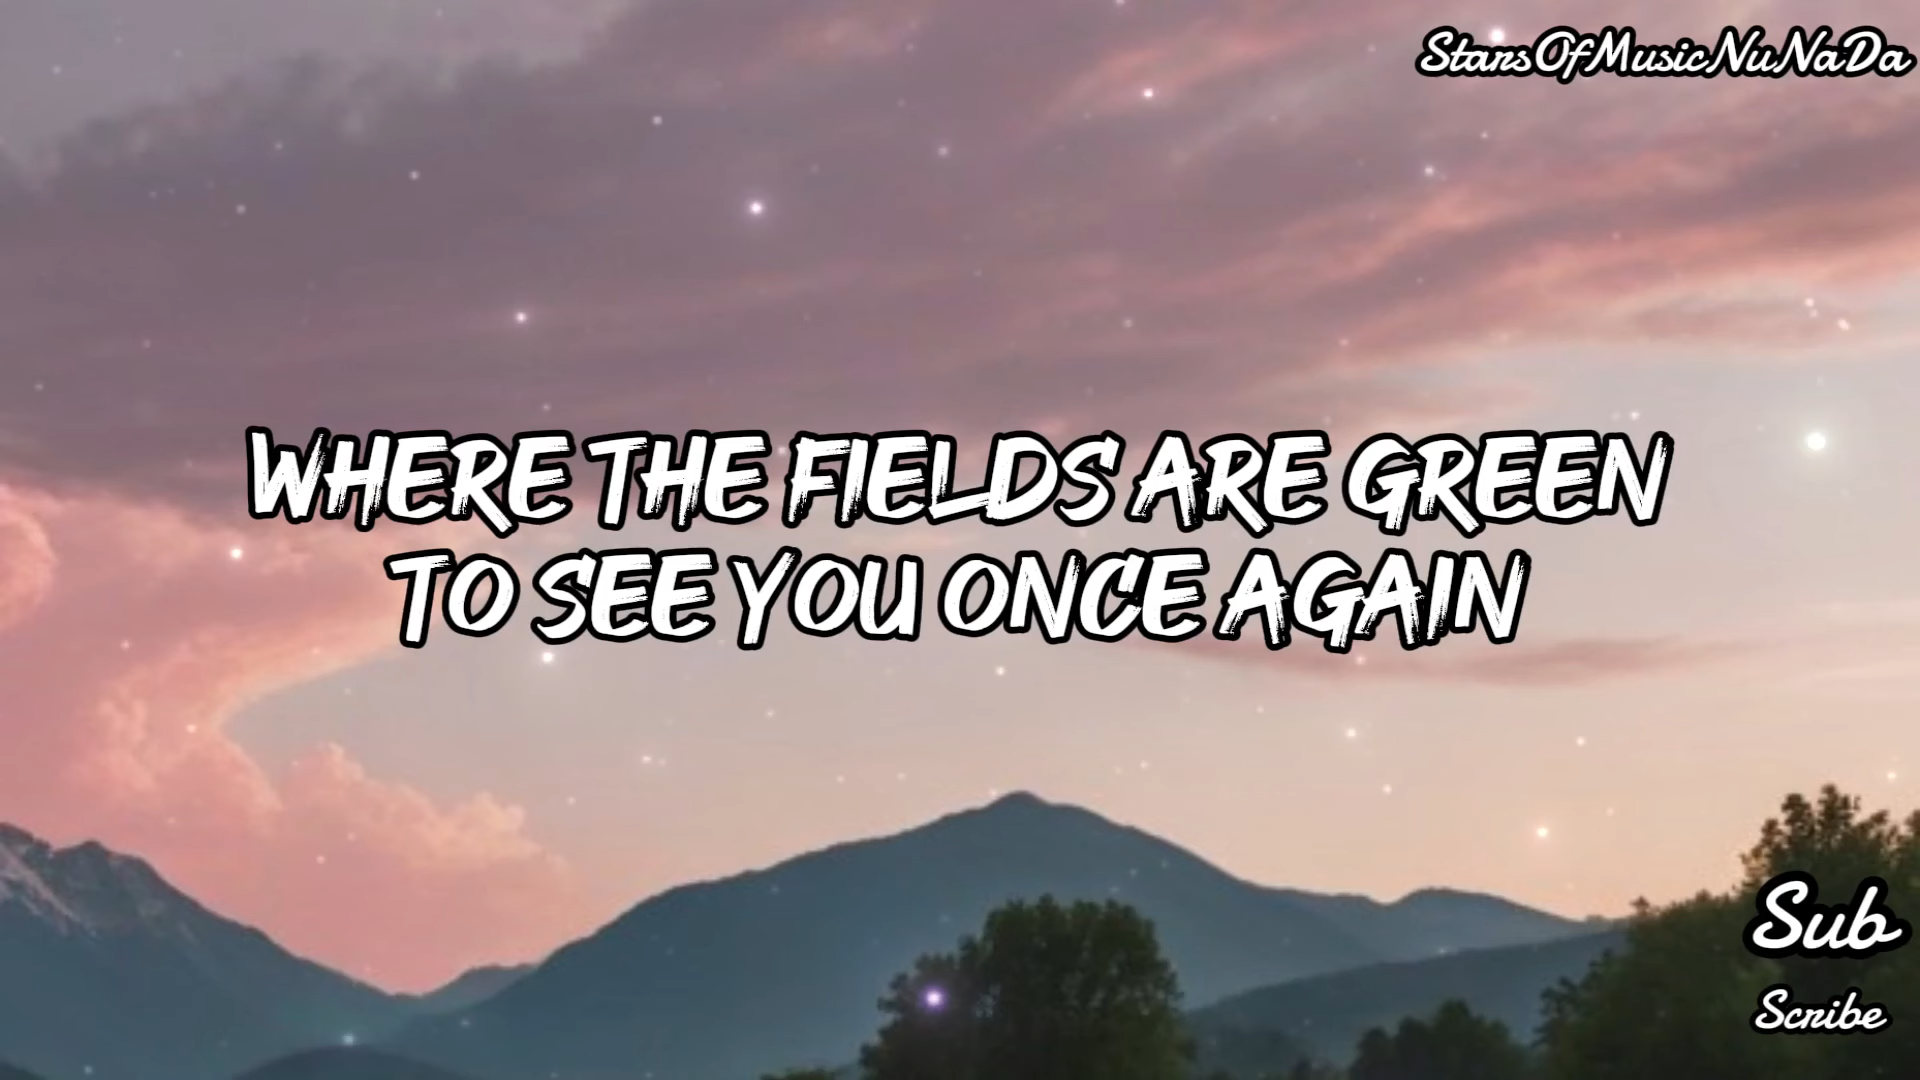 StarsOfMusicNuNaDa
WHERE THE FIELDS ARE GREEN
TO SEE YOU ONCE AGAIN
Sub
Scribe